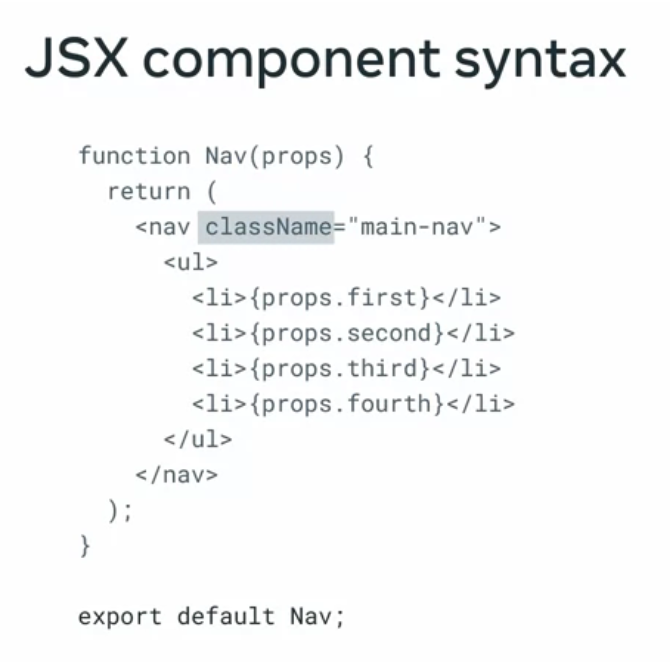 JSX component syntax
function Nav(props) {
  return (
    <nav className="main-nav">
      <ul>
        <li>{props.first}</li>
        <li>{props.second}</li>
        <li>{props.third}</li>
        <li>{props.fourth}</li>
      </ul>
    </nav>
  );
}
export default Nav;